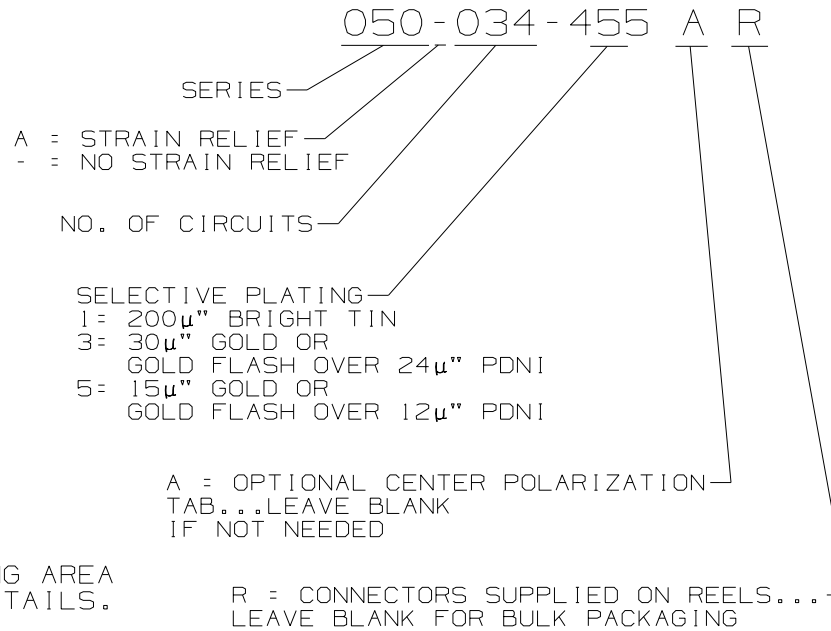 050-034-455 A R
SERIES
A = STRAIN RELIEF
- = NO STRAIN RELIEF
NO. OF CIRCUITS
SELECTIVE PLATING
1= 200µ" BRIGHT TIN
3= 30µ" GOLD OR
GOLD FLASH OVER 24µ" PDNI
5= 15µ" GOLD OR
GOLD FLASH OVER 12µ" PDNI
A = OPTIONAL CENTER POLARIZATION
TAB...LEAVE BLANK
IF NOT NEEDED
AREA
TAILS.
R = CONNECTORS SUPPLIED ON REELS...
LEAVE BLANK FOR BULK PACKAGING